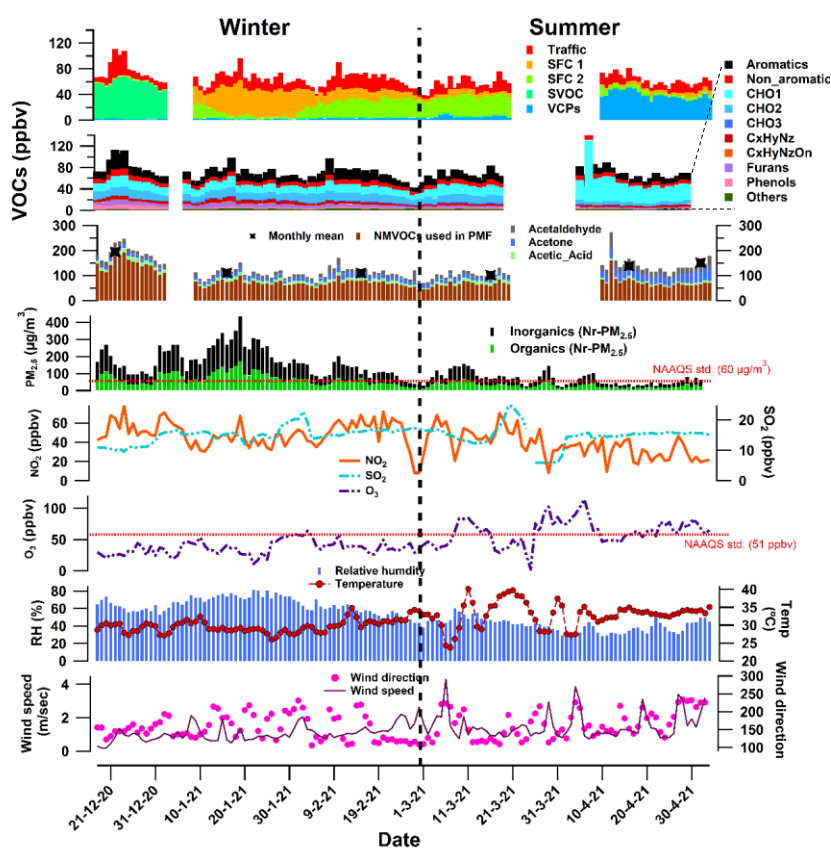 Winter
Summer
VOCs (ppbv)
120
80
40
0
Traffic
SFC 1
SFC 2
SVOC
VCPs
120
80
40
0
Aromatics
Non_aromatic
CHO1
CHO2
CHO3
CxHyNz
CxHyNzOn
Furans
Phenols
Others
300
200
100
0
Monthly mean
NMVOCs used in PMF
Acetaldehyde
Acetone
Acetic_Acid
300
200
100
0
PM2.5 (µg/m3)
400
300
200
100
0
Inorganics (Nr-PM2.5)
Organics (Nr-PM2.5)
NAAQS std. (60 µg/m3)
NO2 (ppbv)
60
40
20
0
NO2
SO2
O3
20
10
0
SO2 (ppbv)
O3 (ppbv)
100
50
0
NAAQS std. (51 ppbv)
RH (%)
80
60
40
20
0
Relative humdity
Temperature
40
35
30
25
20
Temp (ºC)
Wind speed (m/sec)
4
2
0
Wind direction
Wind speed
300
250
200
150
100
Wind direction
21-12-20
31-12-20
10-1-21
20-1-21
30-1-21
9-2-21
19-2-21
1-3-21
11-3-21
21-3-21
31-3-21
10-4-21
20-4-21
30-4-21
Date